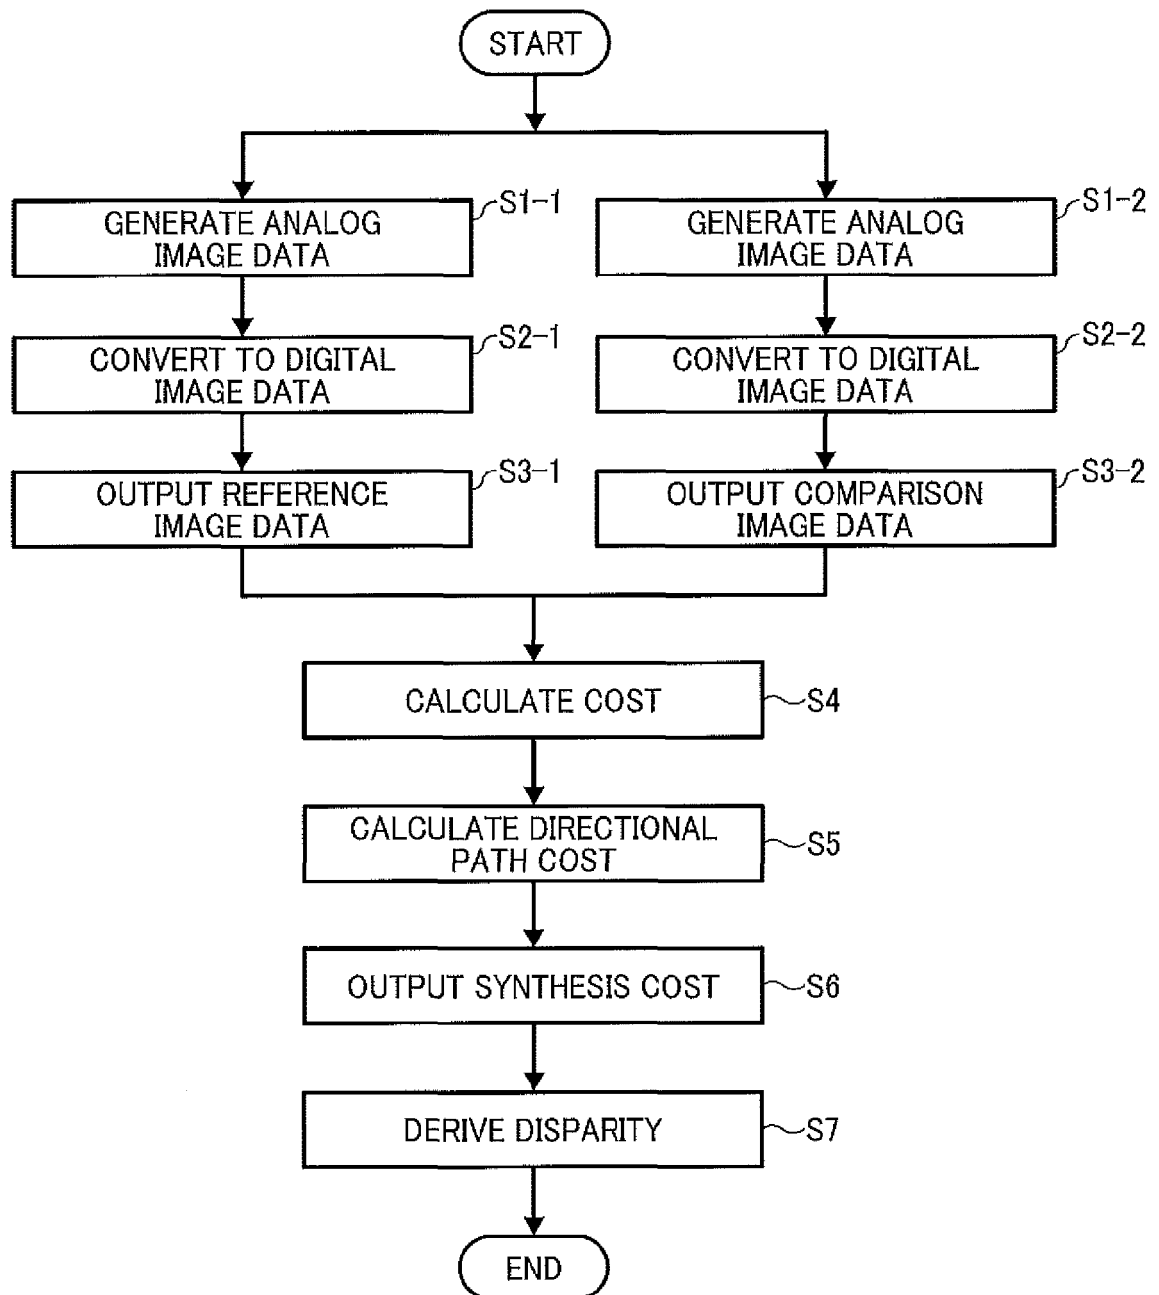 START
S1-1
GENERATE ANALOG
IMAGE DATA
S1-2
GENERATE ANALOG
IMAGE DATA
S2-1
CONVERT TO DIGITAL
IMAGE DATA
S2-2
CONVERT TO DIGITAL
IMAGE DATA
S3-1
OUTPUT REFERENCE
IMAGE DATA
S3-2
OUTPUT COMPARISON
IMAGE DATA
CALCULATE COST
S4
CALCULATE DIRECTIONAL
PATH COST
S5
OUTPUT SYNTHESIS COST
S6
DERIVE DISPARITY
S7
END